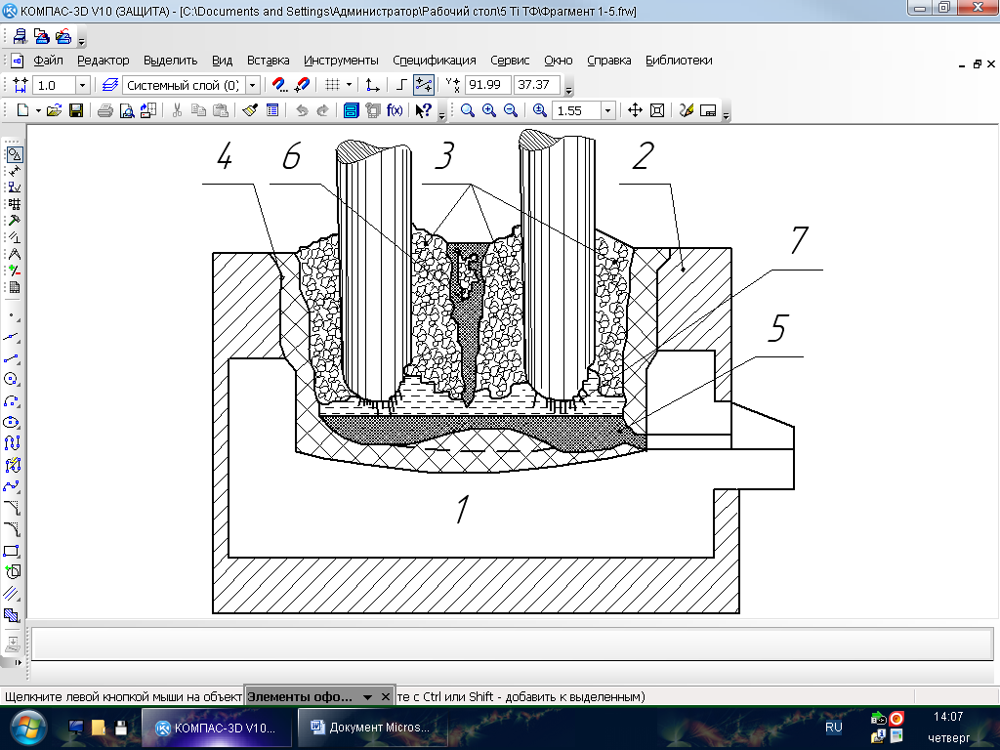 КОМПАС-3D V10 (ЗАЩИТА) - [C:\Documents and Settings\Администратор\Рабочий стол\5 Ti ТФ\Фрагмент 1-5.frw]
Файл Редактор Выделить Вид Вставка Инструменты Спецификация Сервис Окно Справка Библиотеки
1.0 Системный слой (0) 91.99 37.37
f(x) 1.55
4 6 3 2
7
5
1
Щелкните левой кнопкой мыши на объект Элементы офо... те с Ctrl или Shift - добавить к выделенным)
КОМПАС-3D V10... Документ Micros... RU 14:07
четверг